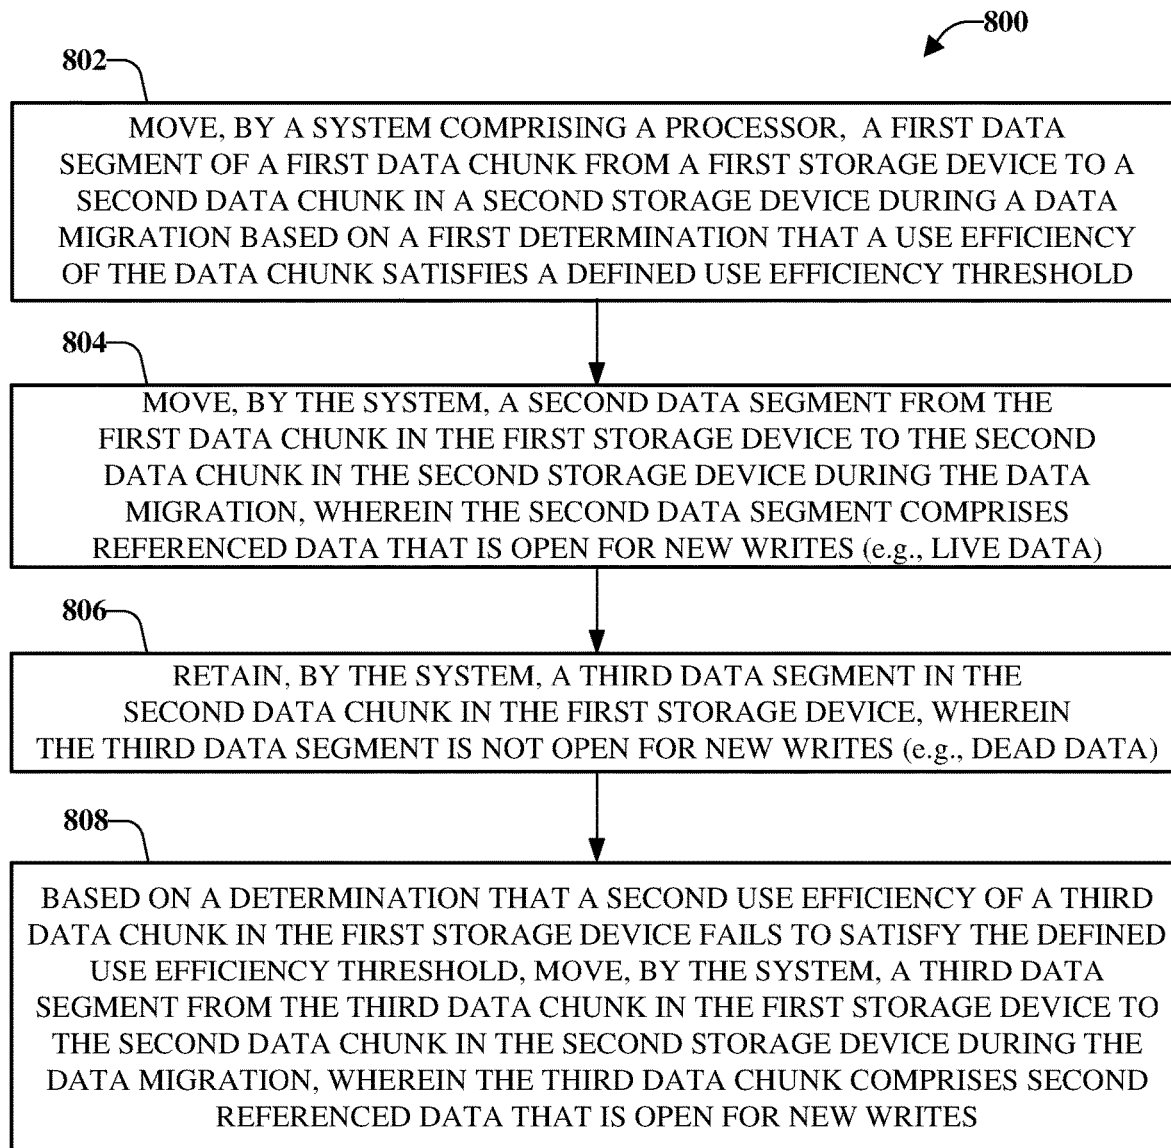 800
802
MOVE, BY A SYSTEM COMPRISING A PROCESSOR, A FIRST DATA
SEGMENT OF A FIRST DATA CHUNK FROM A FIRST STORAGE DEVICE TO A
SECOND DATA CHUNK IN A SECOND STORAGE DEVICE DURING A DATA
MIGRATION BASED ON A FIRST DETERMINATION THAT A USE EFFICIENCY
OF THE DATA CHUNK SATISFIES A DEFINED USE EFFICIENCY THRESHOLD
804
MOVE, BY THE SYSTEM, A SECOND DATA SEGMENT FROM THE
FIRST DATA CHUNK IN THE FIRST STORAGE DEVICE TO THE SECOND
DATA CHUNK IN THE SECOND STORAGE DEVICE DURING THE DATA
MIGRATION, WHEREIN THE SECOND DATA SEGMENT COMPRISES
REFERENCED DATA THAT IS OPEN FOR NEW WRITES (e.g., LIVE DATA)
806
RETAIN, BY THE SYSTEM, A THIRD DATA SEGMENT IN THE
SECOND DATA CHUNK IN THE FIRST STORAGE DEVICE, WHEREIN
THE THIRD DATA SEGMENT IS NOT OPEN FOR NEW WRITES (e.g., DEAD DATA)
808
BASED ON A DETERMINATION THAT A SECOND USE EFFICIENCY OF A THIRD
DATA CHUNK IN THE FIRST STORAGE DEVICE FAILS TO SATISFY THE DEFINED
USE EFFICIENCY THRESHOLD, MOVE, BY THE SYSTEM, A THIRD DATA
SEGMENT FROM THE THIRD DATA CHUNK IN THE FIRST STORAGE DEVICE TO
THE SECOND DATA CHUNK IN THE SECOND STORAGE DEVICE DURING THE
DATA MIGRATION, WHEREIN THE THIRD DATA CHUNK COMPRISES SECOND
REFERENCED DATA THAT IS OPEN FOR NEW WRITES